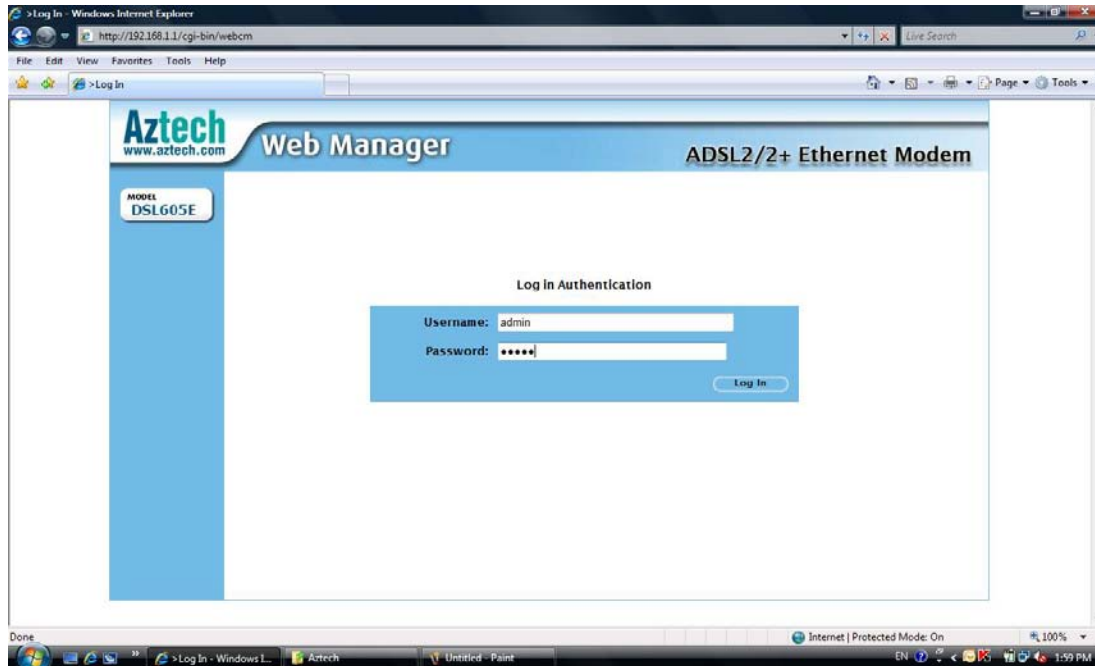 >Log In - Windows Internet Explorer
http://192.168.1.1/cgi-bin/webcm
Live Search
File Edit View Favorites Tools Help
>Log In
Page Tools
Aztech
www.aztech.com
Web Manager
ADSL2/2+ Ethernet Modem
MODEL
DSL605E
Log in Authentication
Username: admin
Password: •••••
Log In
Done
Internet | Protected Mode: On
100%
>Log In - Windows I...
Aztech
Untitled - Paint
EN
1:59 PM